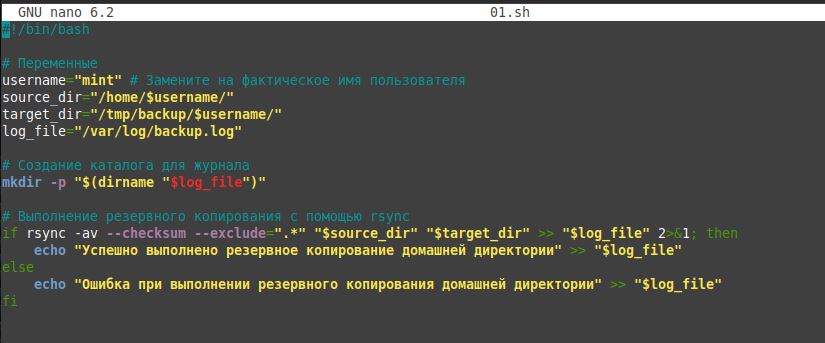 GNU nano 6.2 01.sh
#!/bin/bash
# Переменные
username="mint" # Замените на фактическое имя пользователя
source_dir="/home/$username/"
target_dir="/tmp/backup/$username/"
log_file="/var/log/backup.log"
# Создание каталога для журнала
mkdir -p "$(dirname "$log_file")"
# Выполнение резервного копирования с помощью rsync
if rsync -av --checksum --exclude=".*" "$source_dir" "$target_dir" >> "$log_file" 2>&1; then
    echo "Успешно выполнено резервное копирование домашней директории" >> "$log_file"
else
    echo "Ошибка при выполнении резервного копирования домашней директории" >> "$log_file"
fi